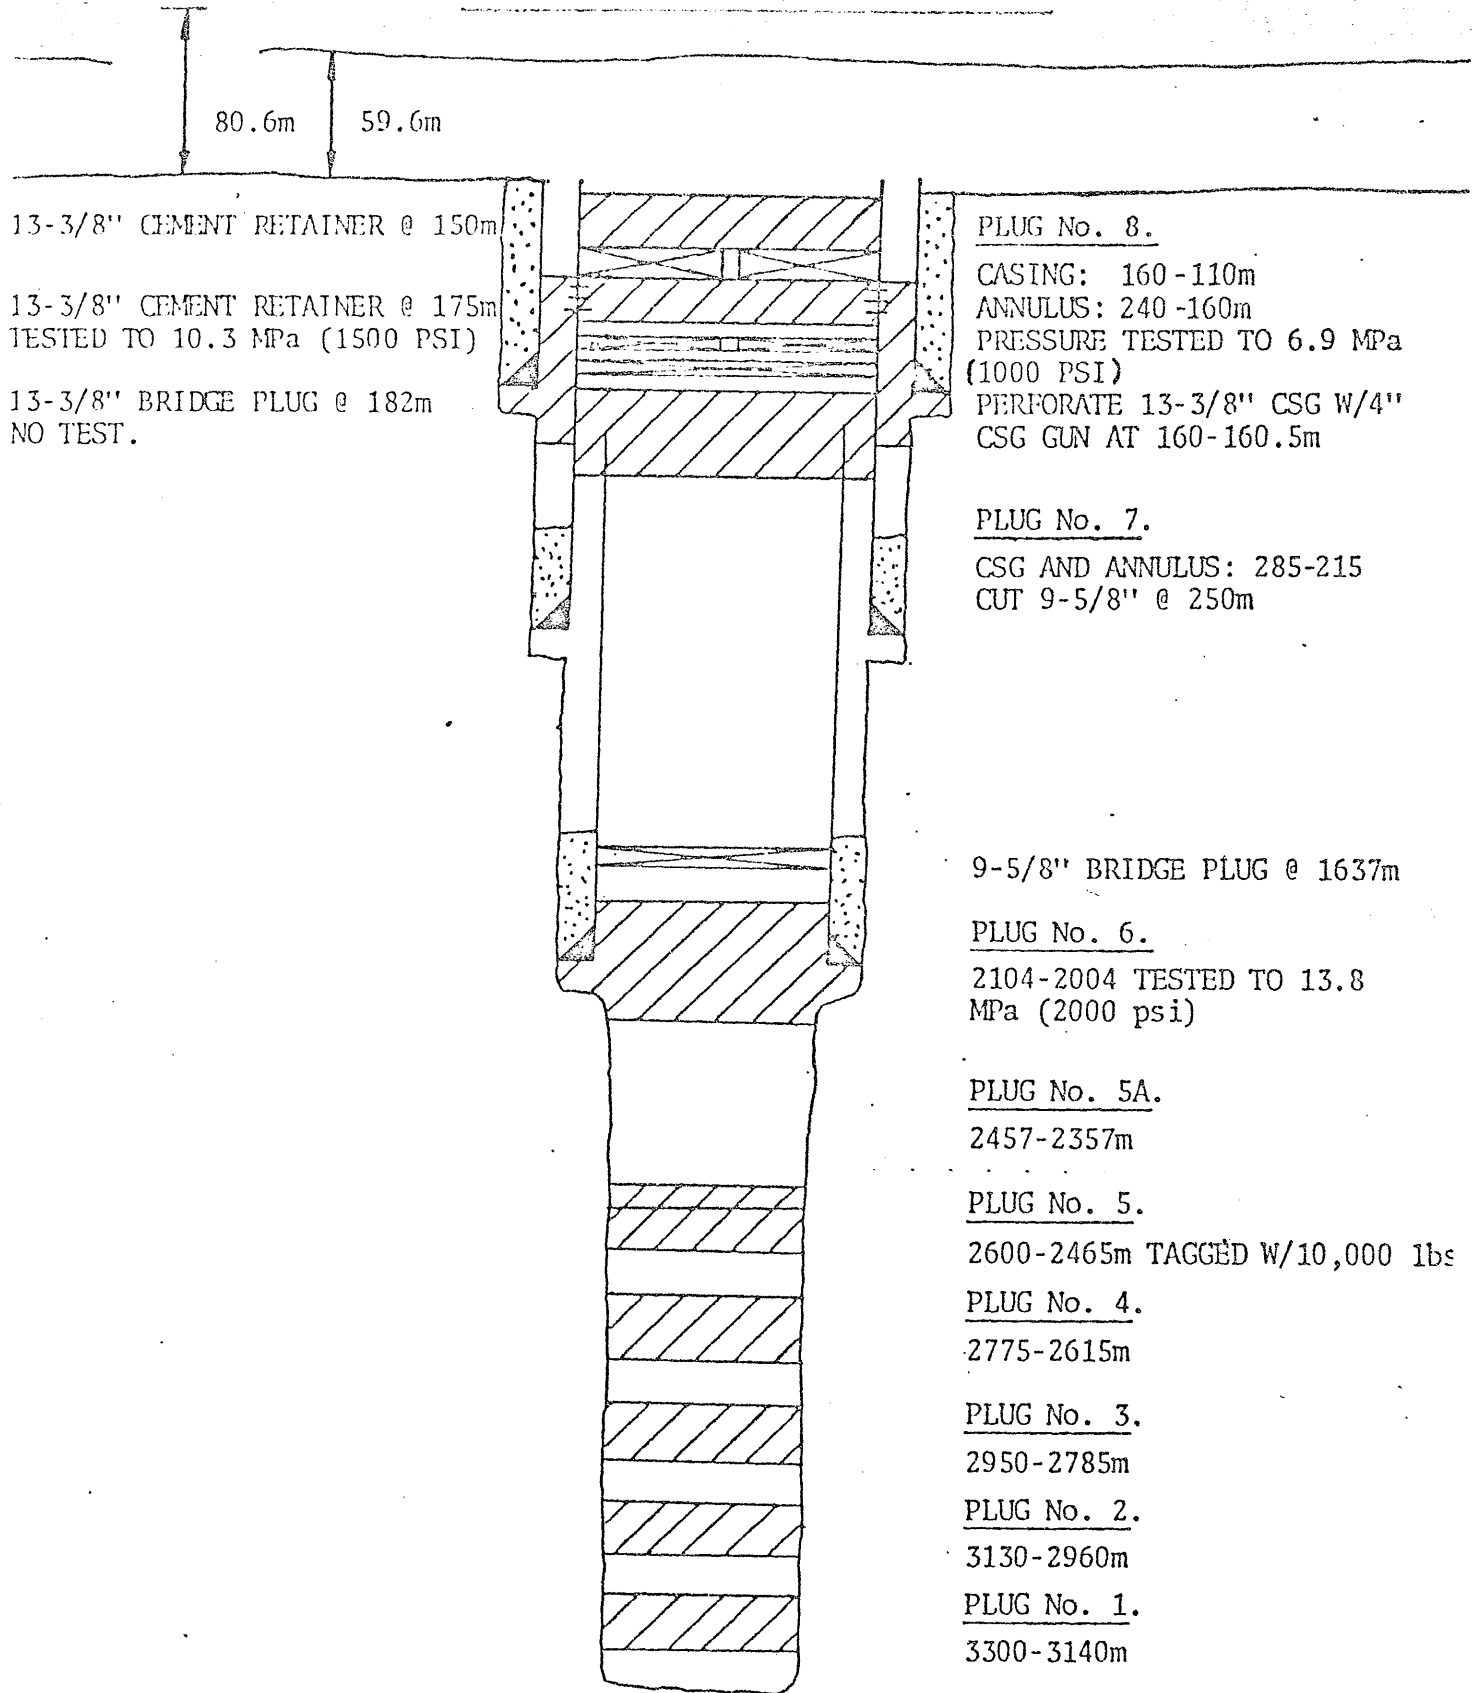 80.6m
59.6m
13-3/8" CEMENT RETAINER @ 150m
13-3/8" CEMENT RETAINER @ 175m
TESTED TO 10.3 MPa (1500 PSI)
13-3/8" BRIDGE PLUG @ 182m
NO TEST.
PLUG No. 8.
CASING: 160-110m
ANNULUS: 240-160m
PRESSURE TESTED TO 6.9 MPa
(1000 PSI)
PERFORATE 13-3/8" CSG W/4"
CSG GUN AT 160-160.5m
PLUG No. 7.
CSG AND ANNULUS: 285-215
CUT 9-5/8" @ 250m
9-5/8" BRIDGE PLUG @ 1637m
PLUG No. 6.
2104-2004 TESTED TO 13.8
MPa (2000 psi)
PLUG No. 5A.
2457-2357m
PLUG No. 5.
2600-2465m TAGGED W/10,000 lbs
PLUG No. 4.
2775-2615m
PLUG No. 3.
2950-2785m
PLUG No. 2.
3130-2960m
PLUG No. 1.
3300-3140m